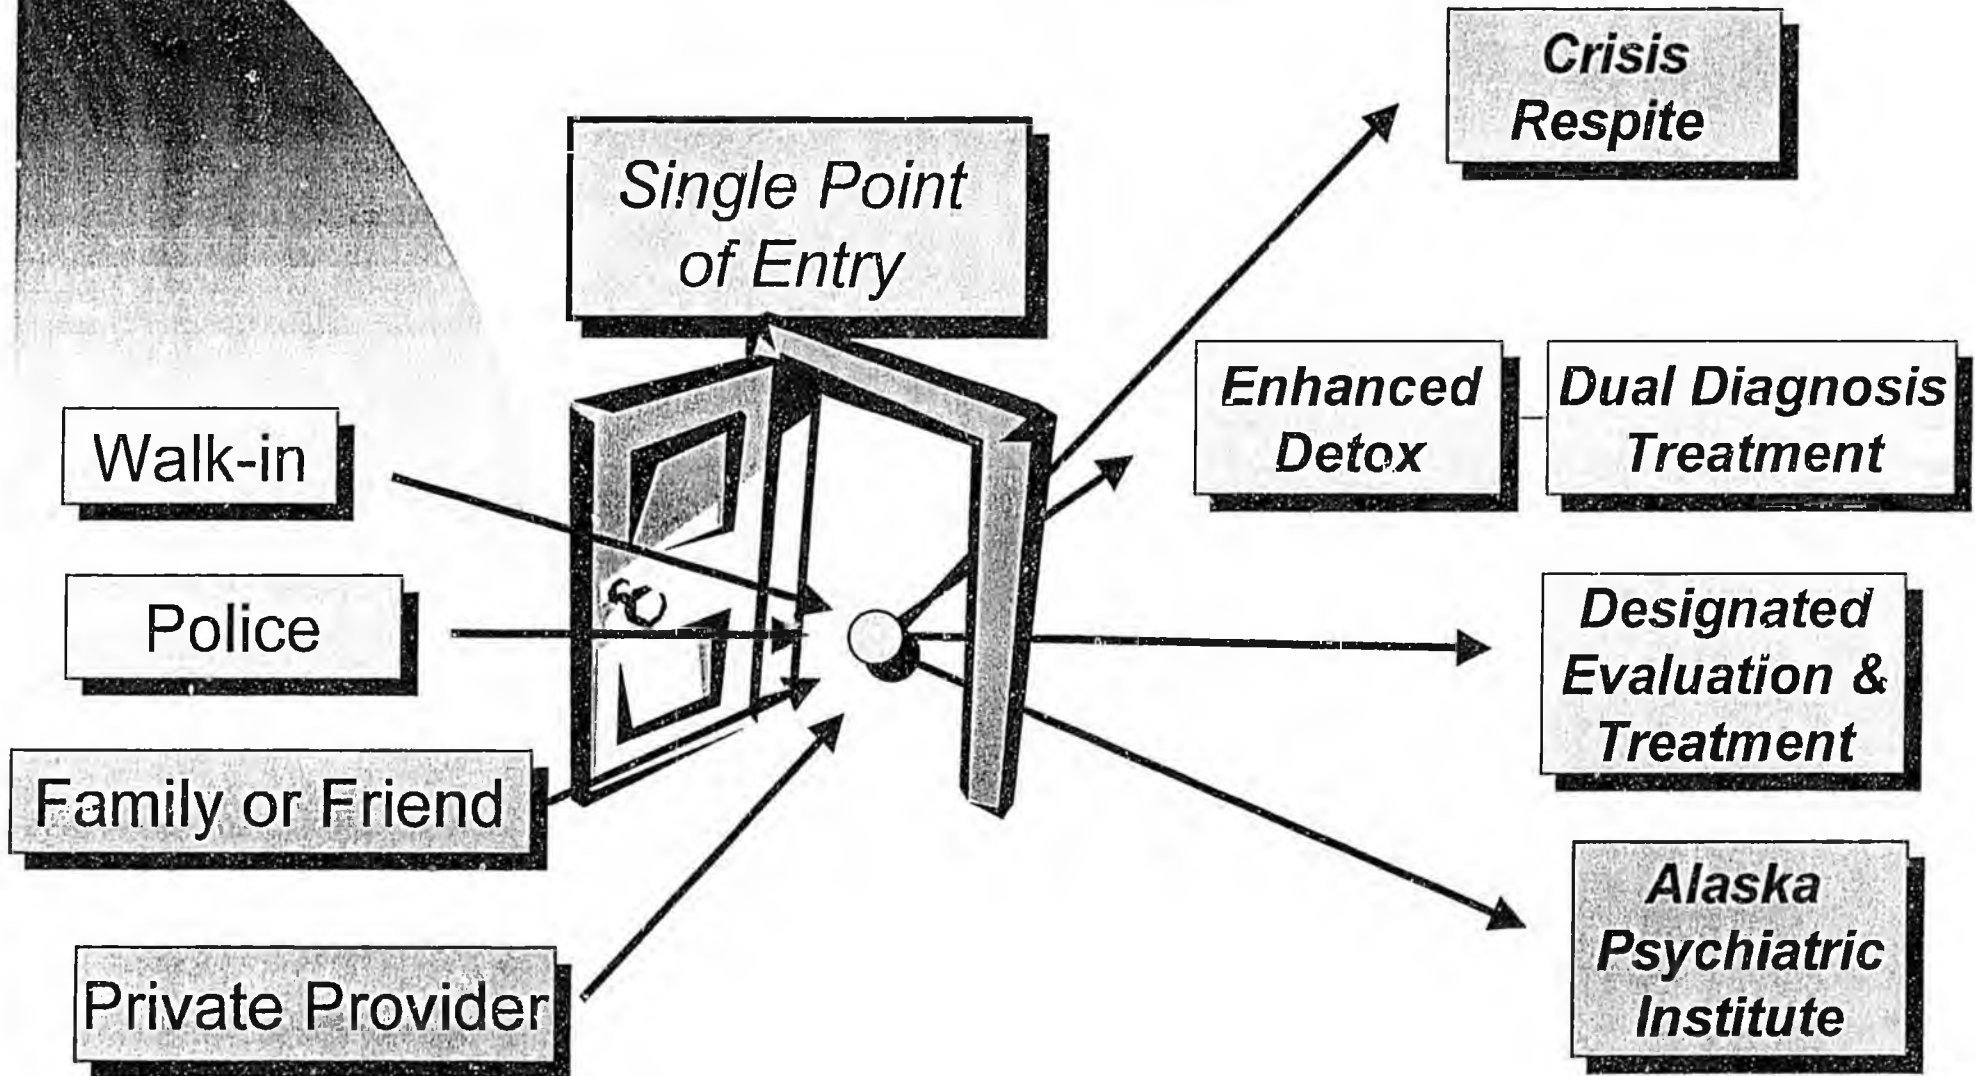 Crisis
Respite
Single Point
of Entry
Enhanced
Detox
Dual Diagnosis
Treatment
Walk-in
Police
Designated
Evaluation &
Treatment
Family or Friend
Alaska
Psychiatric
Institute
Private Provider